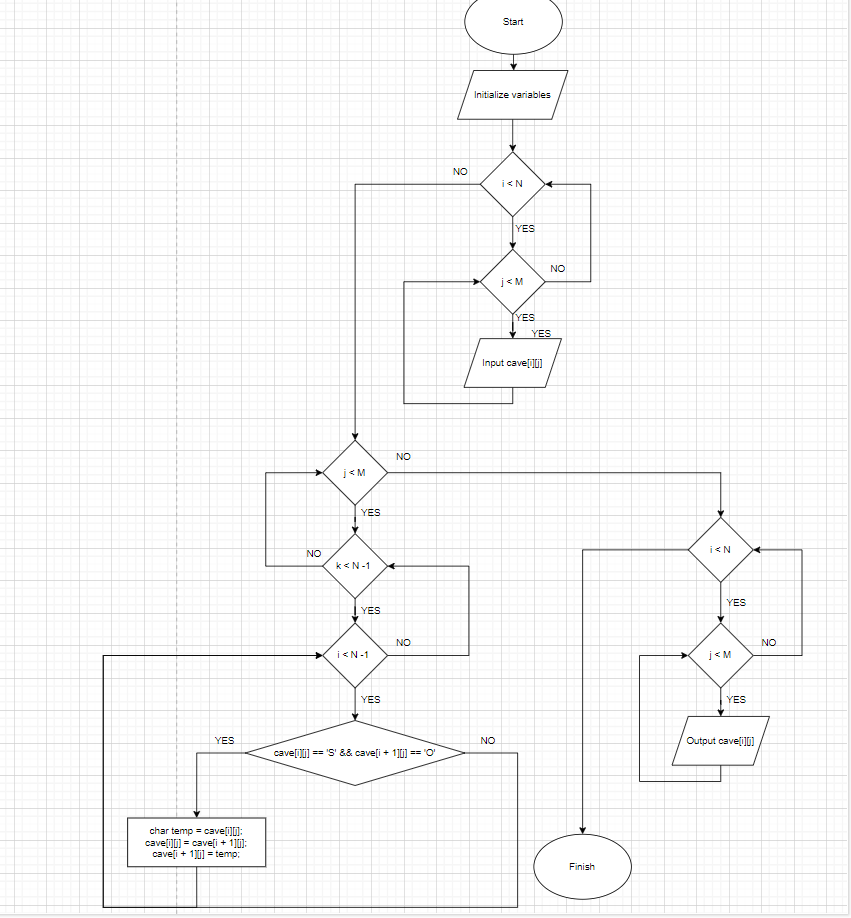 Start
Initialize variables
NO
i < N
YES
NO
j < M
YES
YES
Input cave[i][j]
NO
j < M
YES
NO
k < N -1
i < N
YES
YES
NO
NO
i < N -1
j < M
YES
YES
YES
NO
cave[i][j] == 'S' && cave[i + 1][j] == 'O'
Output cave[i][j]
char temp = cave[i][j];
cave[i][j] = cave[i + 1][j];
cave[i + 1][j] = temp;
Finish